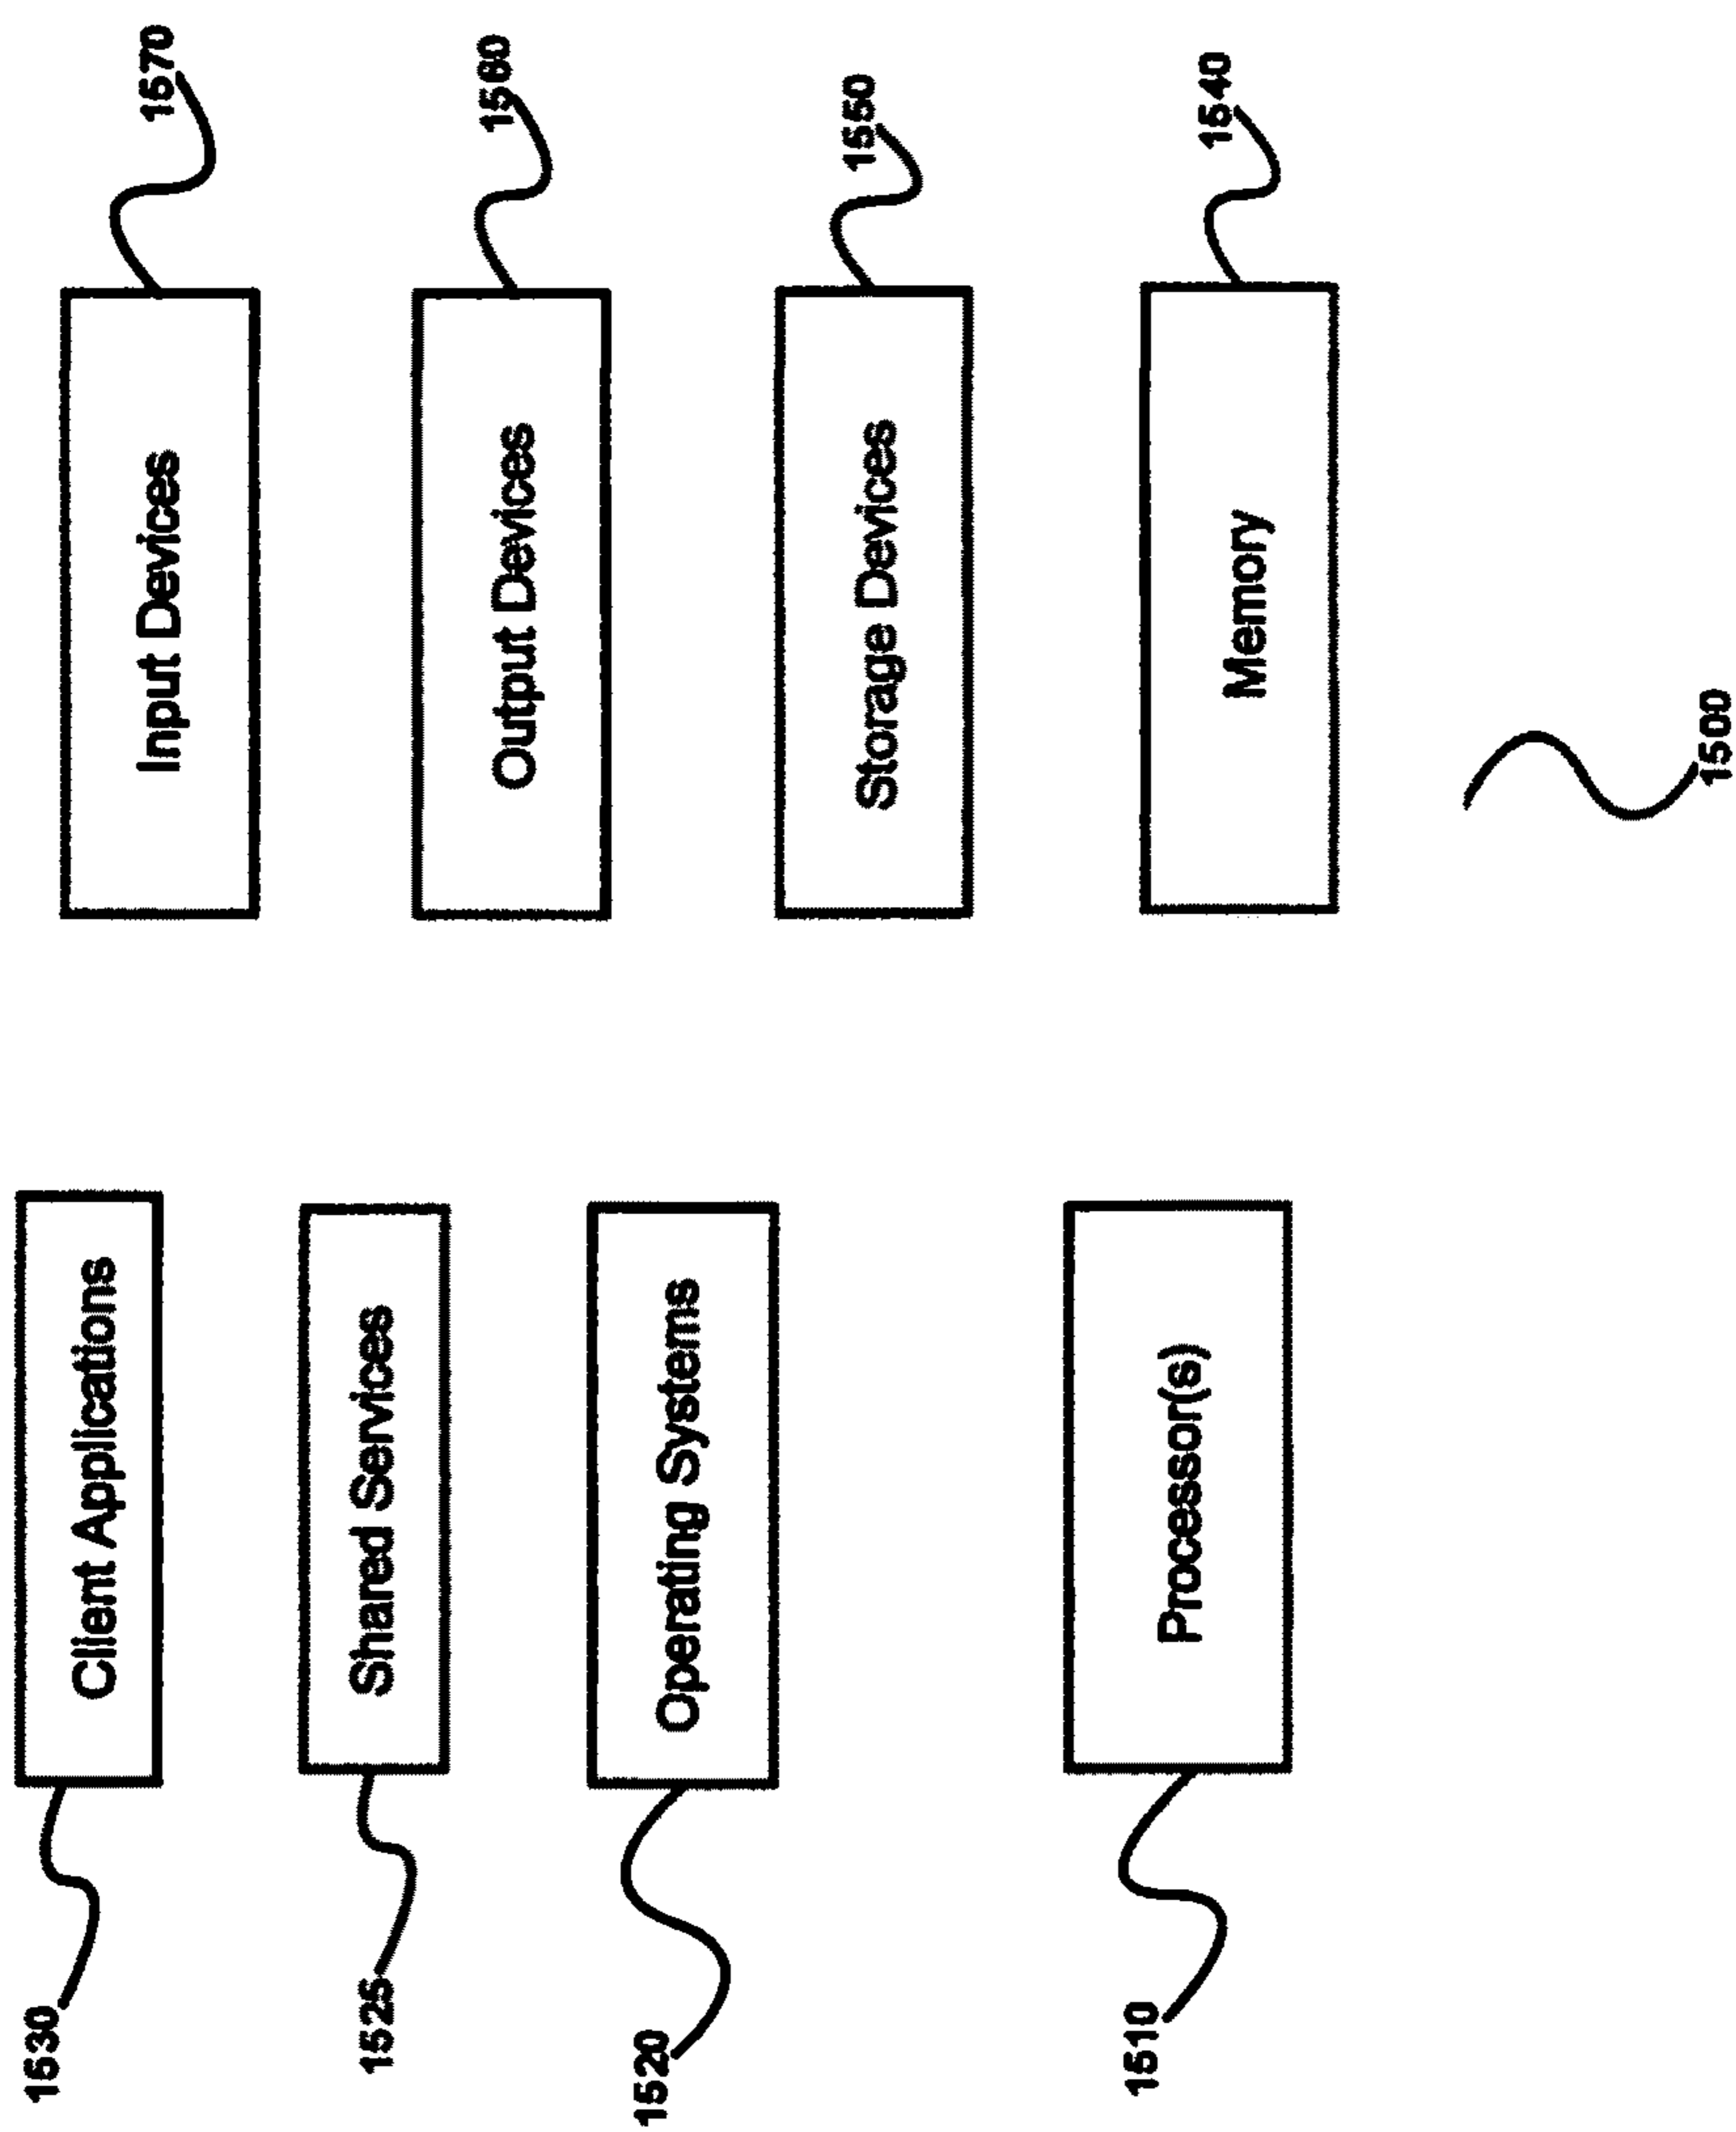 1530
Client Applications
1525
Shared Services
1520
Operating Systems
1510
Processor(s)
Input Devices
1570
Output Devices
1560
Storage Devices
1550
Memory
1540
1500